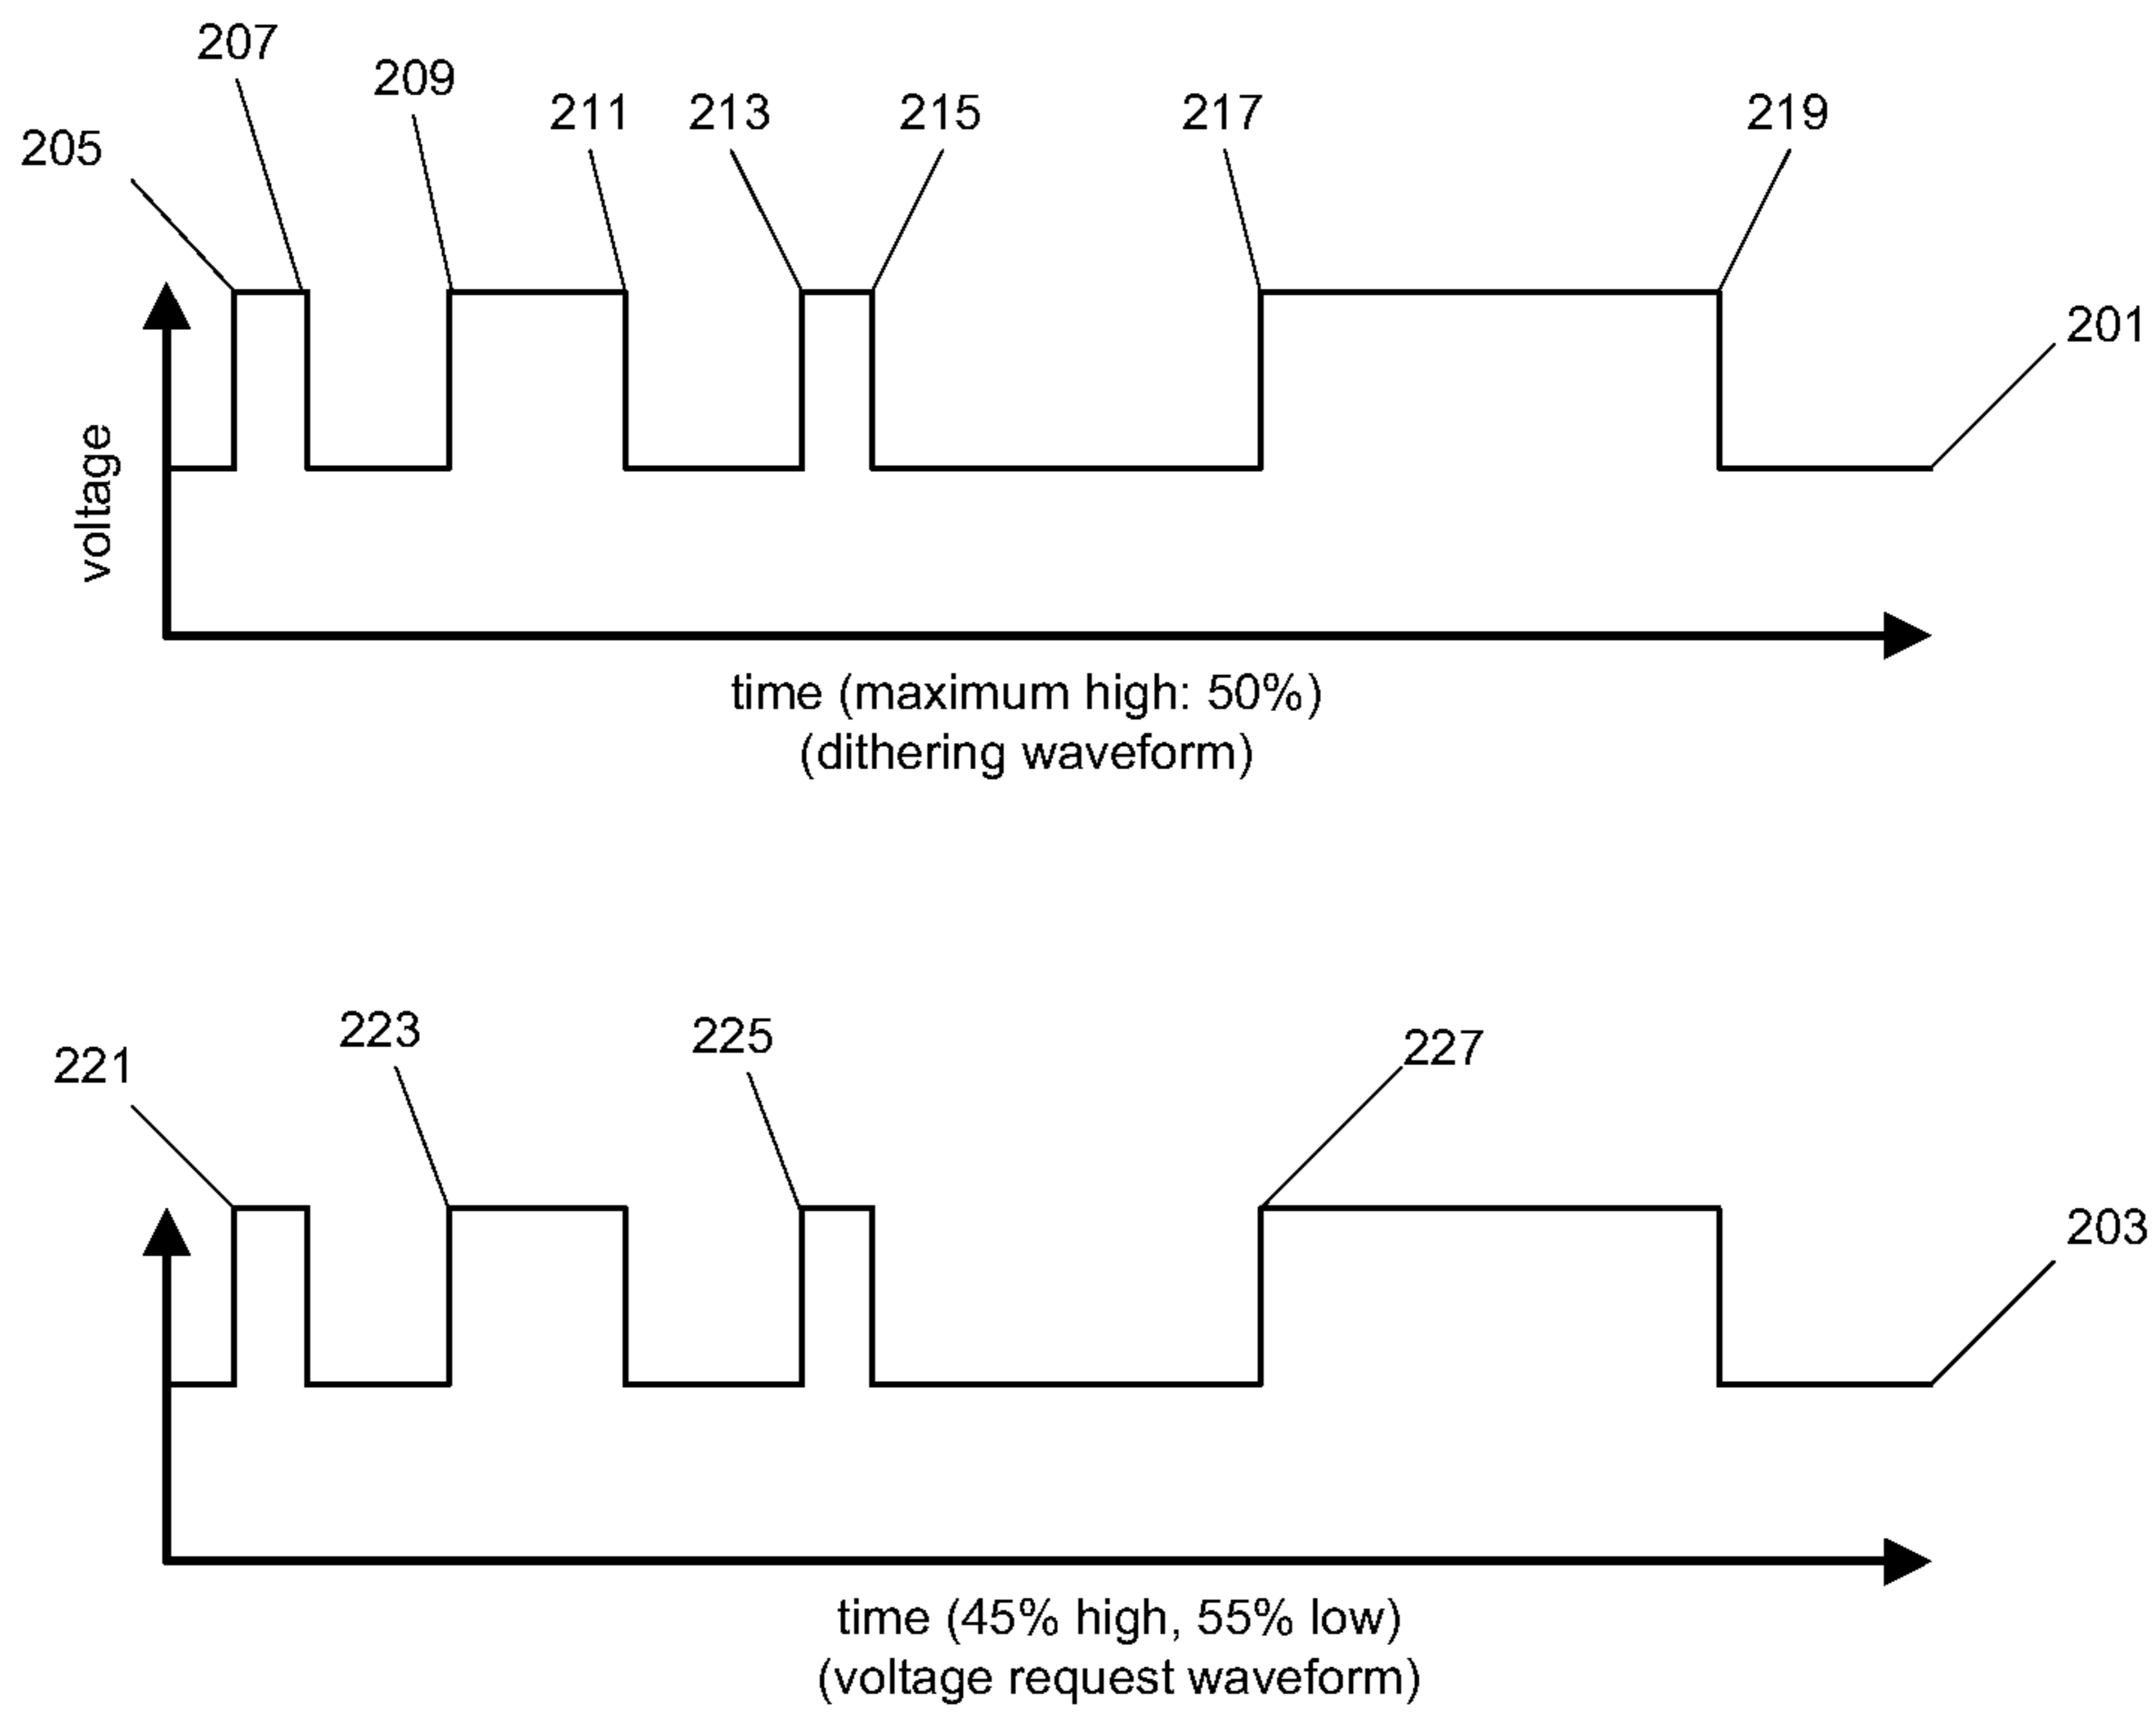 207
209
211
213
215
217
219
205
201
voltage
time (maximum high: 50%)
(dithering waveform)
221
223
225
227
203
time (45% high, 55% low)
(voltage request waveform)